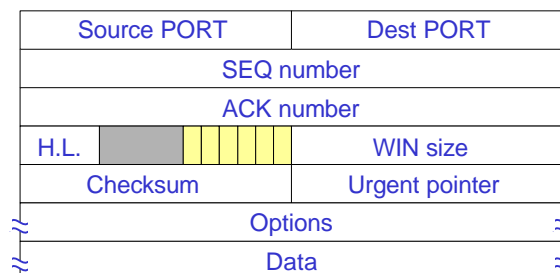 Source PORT Dest PORT
SEQ number
ACK number
H.L. WIN size
Checksum Urgent pointer
Options
Data